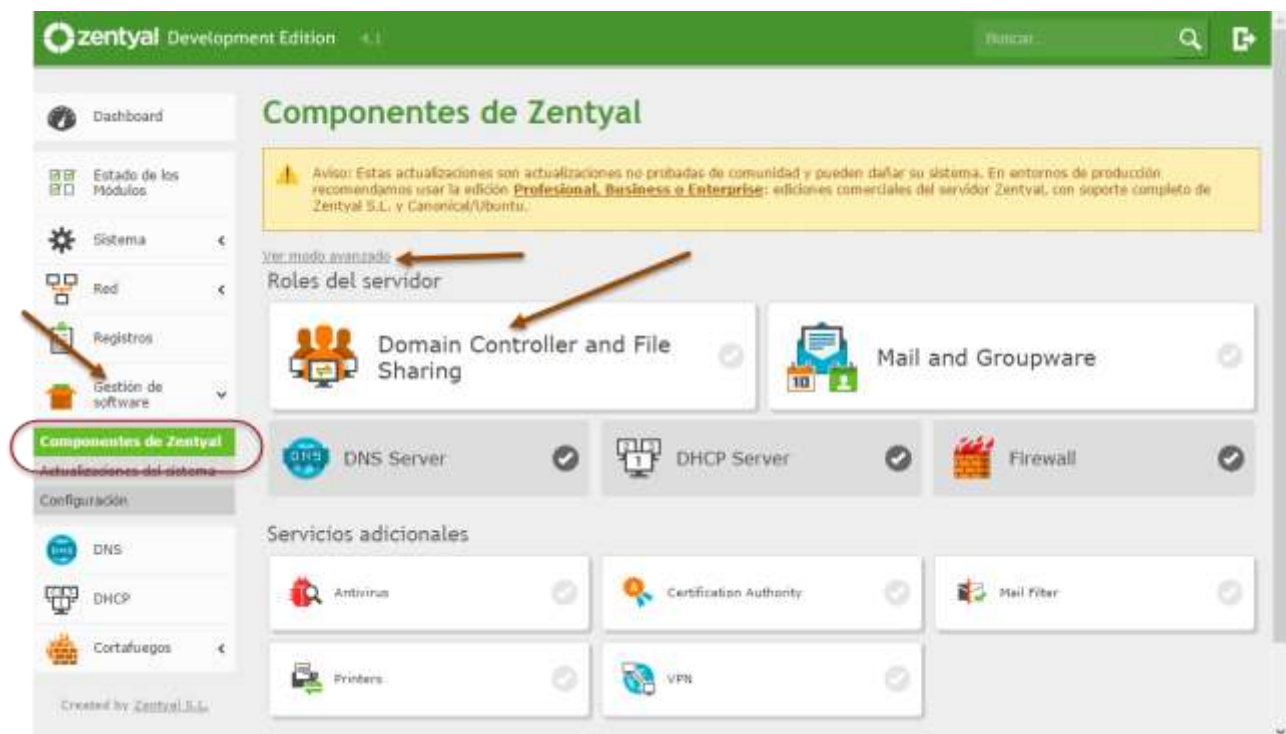 zentyal Development Edition 4.1
Buscar...
Dashboard
Estado de los
Módulos
Sistema
Red
Registros
Gestión de
software
Componentes de Zentyal
Actualizaciones del sistema
Configuración
DNS
DHCP
Cortafuegos
Created by Zentyal S.L.
Componentes de Zentyal
Aviso: Estas actualizaciones son actualizaciones no probadas de comunidad y pueden dañar su sistema. En entornos de producción
recomendamos usar la edición Profesional, Business o Enterprise: ediciones comerciales del servidor Zentyal, con soporte completo de
Zentyal S.L. y Canonical/Ubuntu.
Ver modo avanzado
Roles del servidor
Domain Controller and File
Sharing
10
Mail and Groupware
DNS
DNS Server
1
DHCP Server
Firewall
Servicios adicionales
Antivirus
Certification Authority
Mail Filter
Printers
VPN